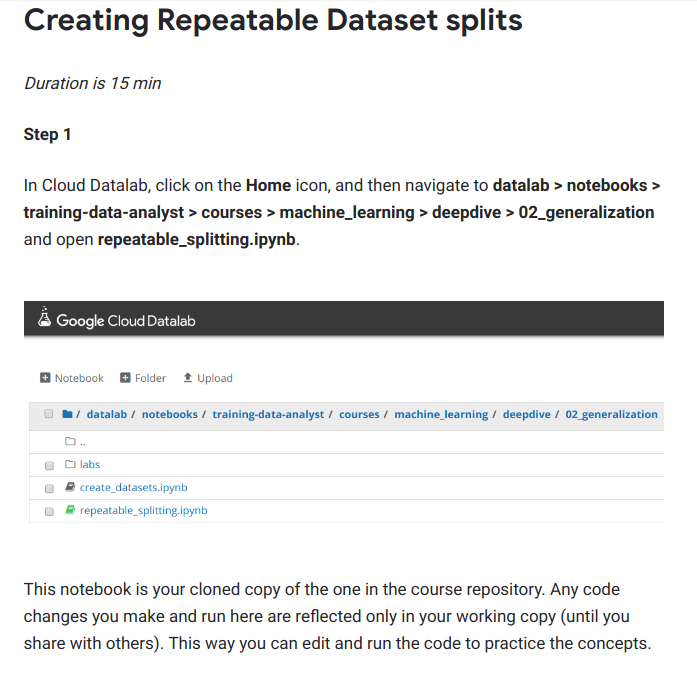 Creating Repeatable Dataset splits
Duration is 15 min
Step 1
In Cloud Datalab, click on the Home icon, and then navigate to datalab > notebooks >
training-data-analyst > courses > machine_learning > deepdive > 02_generalization
and open repeatable_splitting.ipynb.
Google Cloud Datalab
Notebook Folder Upload
/ datalab / notebooks / training-data-analyst / courses / machine_learning / deepdive / 02_generalization
..
labs
create_datasets.ipynb
repeatable_splitting.ipynb
This notebook is your cloned copy of the one in the course repository. Any code
changes you make and run here are reflected only in your working copy (until you
share with others). This way you can edit and run the code to practice the concepts.